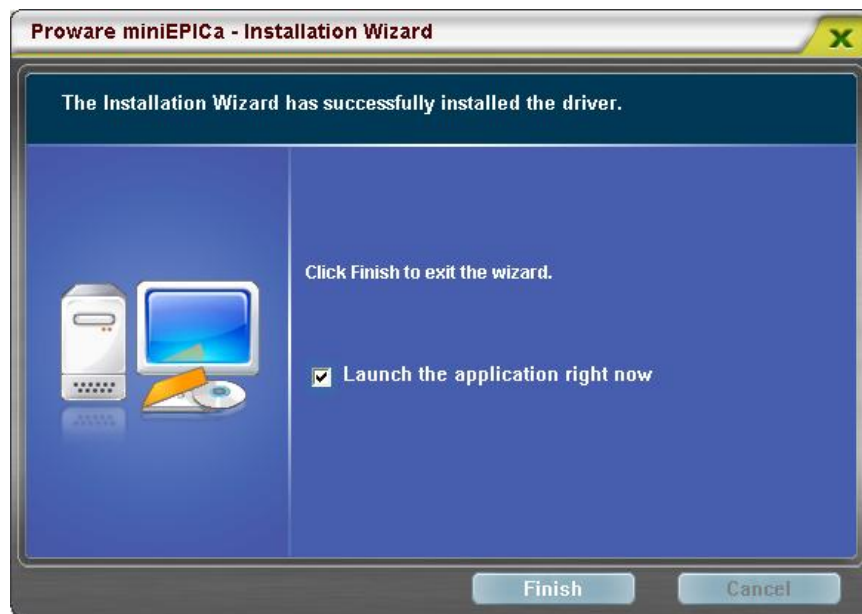 Proware miniEPICa - Installation Wizard
The Installation Wizard has successfully installed the driver.
Click Finish to exit the wizard.
Launch the application right now
Finish
Cancel